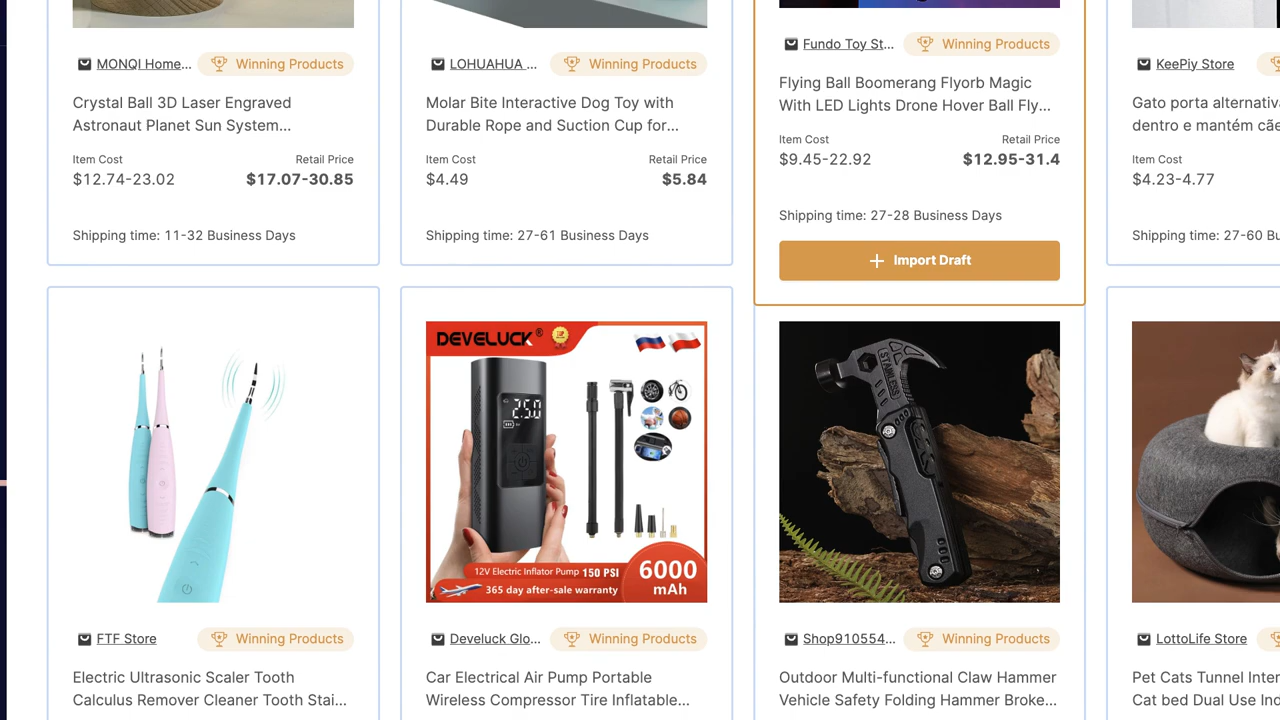 MONQI Home...
Winning Products
Crystal Ball 3D Laser Engraved
Astronaut Planet Sun System...
Item Cost
Retail Price
$12.74-23.02
$17.07-30.85
Shipping time: 11-32 Business Days
LOHUAHUA ...
Winning Products
Molar Bite Interactive Dog Toy with
Durable Rope and Suction Cup for...
Item Cost
Retail Price
$4.49
$5.84
Shipping time: 27-61 Business Days
Fundo Toy St...
Winning Products
Flying Ball Boomerang Flyorb Magic
With LED Lights Drone Hover Ball Fly...
Item Cost
Retail Price
$9.45-22.92
$12.95-31.4
Shipping time: 27-28 Business Days
Import Draft
KeePiy Store
Gato porta alternativ
dentro e mantém cãe
Item Cost
$4.23-4.77
Shipping time: 27-60 Bu
FTF Store
Winning Products
Electric Ultrasonic Scaler Tooth
Calculus Remover Cleaner Tooth Stai...
DEVELUCK®
25.0
12V Electric Inflator Pump 150 PSI
365 day after-sale warranty
6000
mAh
Develuck Glo...
Winning Products
Car Electrical Air Pump Portable
Wireless Compressor Tire Inflatable...
STAINLESS
Shop910554...
Winning Products
Outdoor Multi-functional Claw Hammer
Vehicle Safety Folding Hammer Broke...
LottoLife Store
Pet Cats Tunnel Inter
Cat bed Dual Use Ind